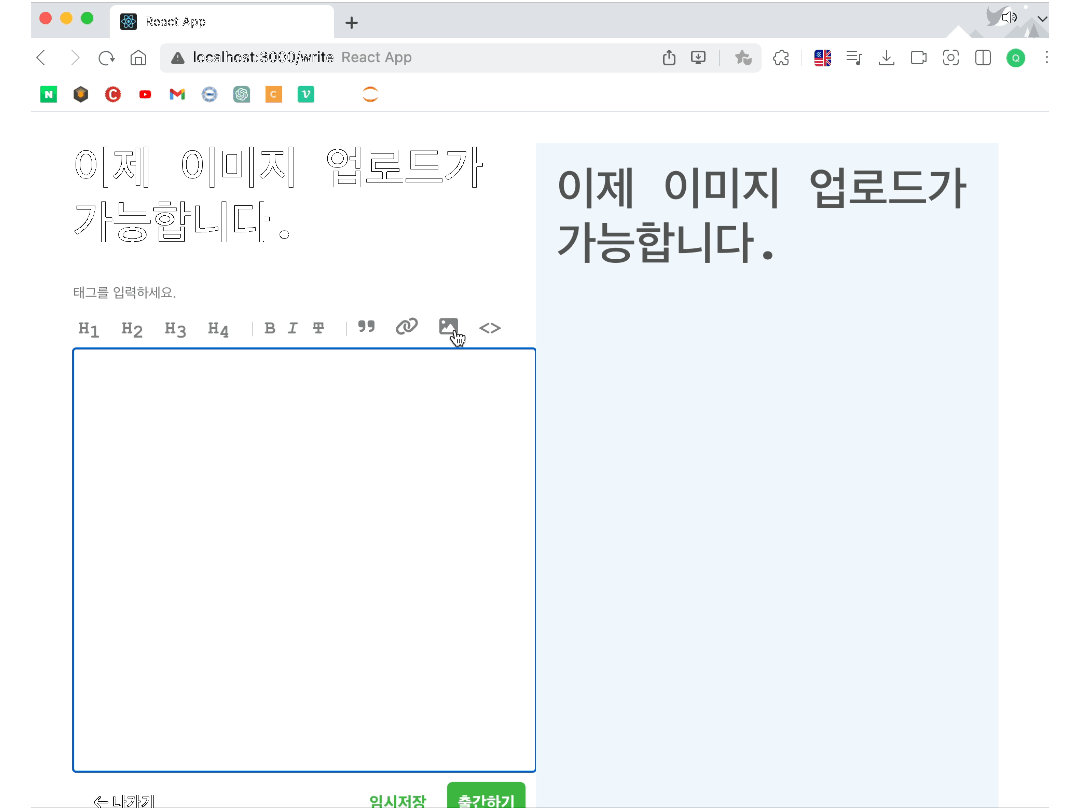 React App
localhost:3000/write React App
이제 이미지 업로드가
가능합니다.
태그를 입력하세요.
H1 H2 H3 H4 B I T <>
나가기 임시저장 출간하기
이제 이미지 업로드가
가능합니다.